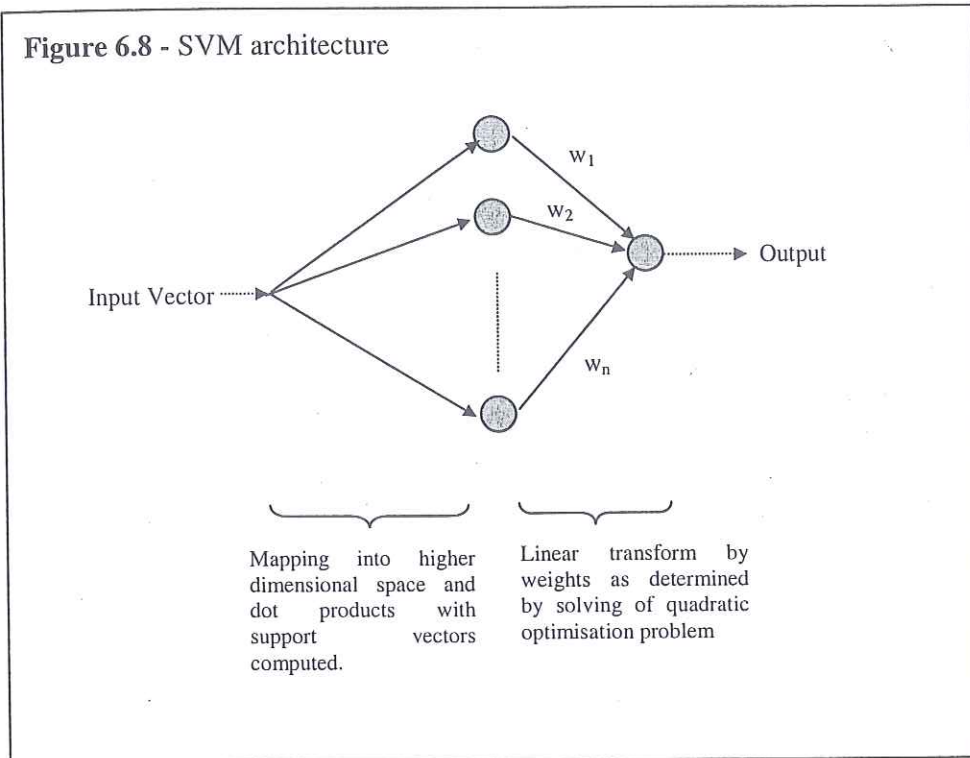 Figure 6.8 - SVM architecture
w₁
w₂
Input Vector
Output
wₙ
Mapping into higher
dimensional space and
dot products with
support vectors
computed.
Linear transform by
weights as determined
by solving of quadratic
optimisation problem